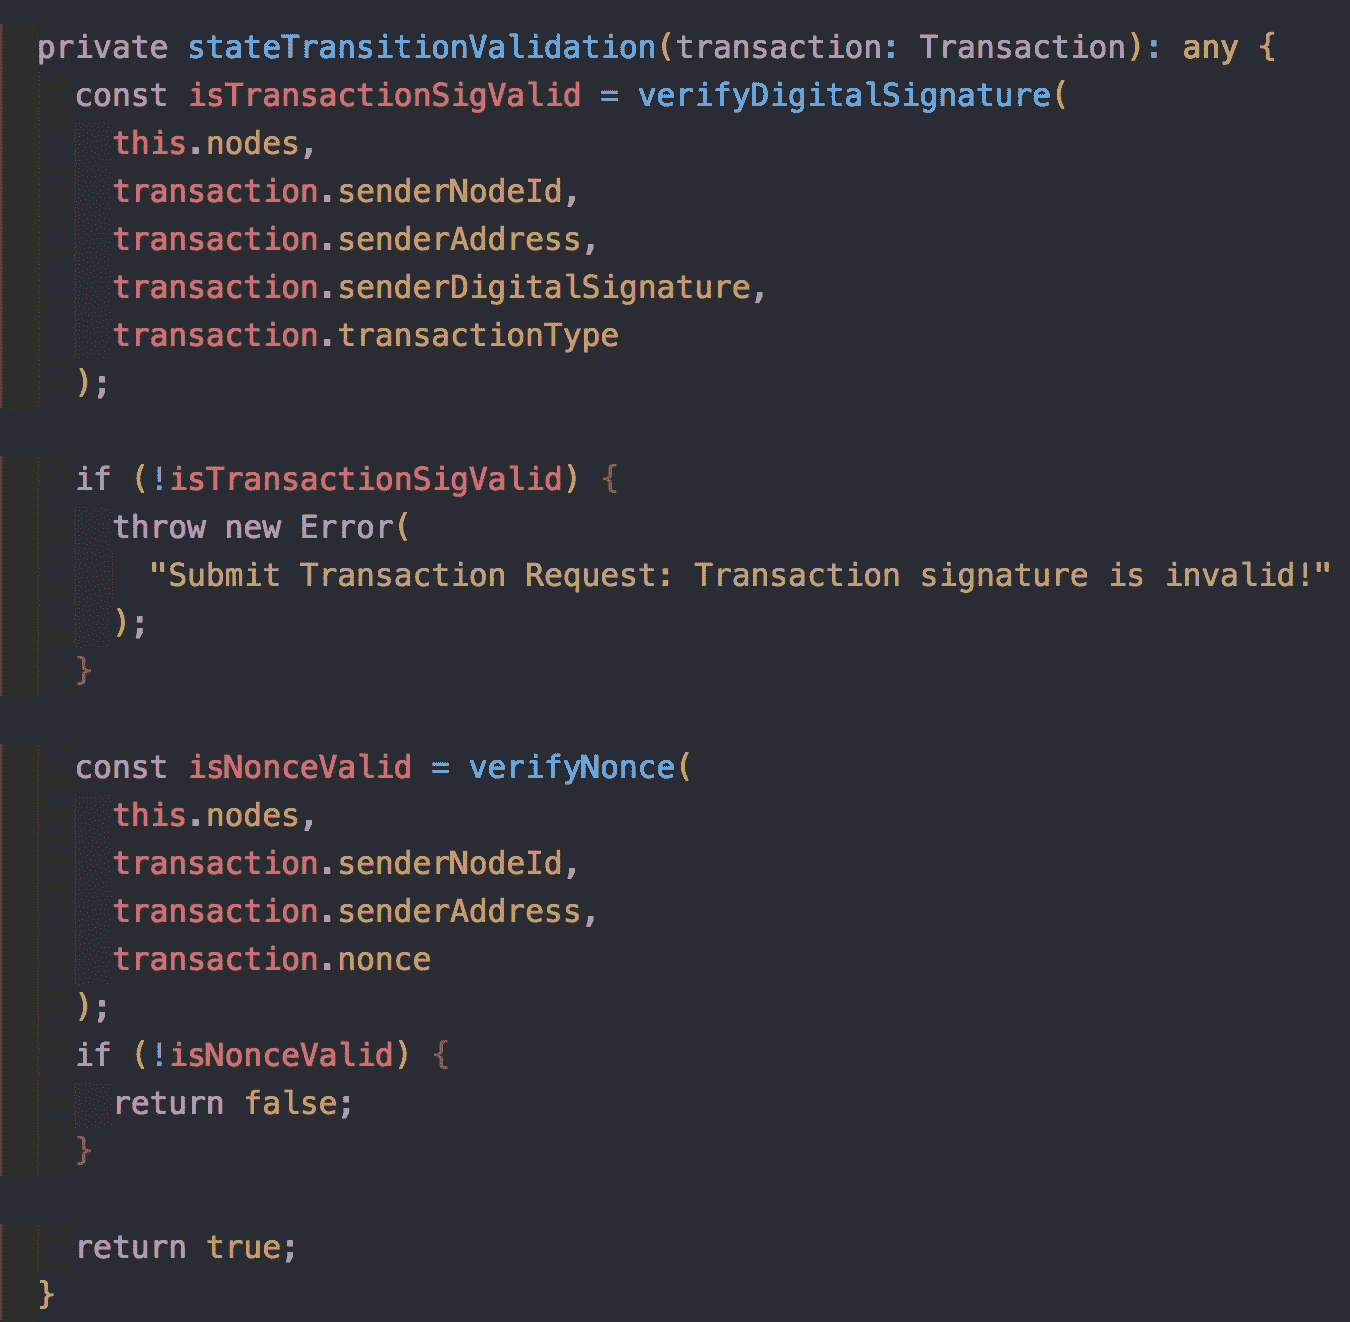 private stateTransitionValidation(transaction: Transaction): any {
const isTransactionSigValid = verifyDigitalSignature(
this.nodes,
transaction.senderNodeId,
transaction.senderAddress,
transaction.senderDigitalSignature,
transaction.transactionType
);
if (!isTransactionSigValid) {
throw new Error(
"Submit Transaction Request: Transaction signature is invalid!"
);
}
const isNonceValid = verifyNonce(
this.nodes,
transaction.senderNodeId,
transaction.senderAddress,
transaction.nonce
);
if (!isNonceValid) {
return false;
}
return true;
}